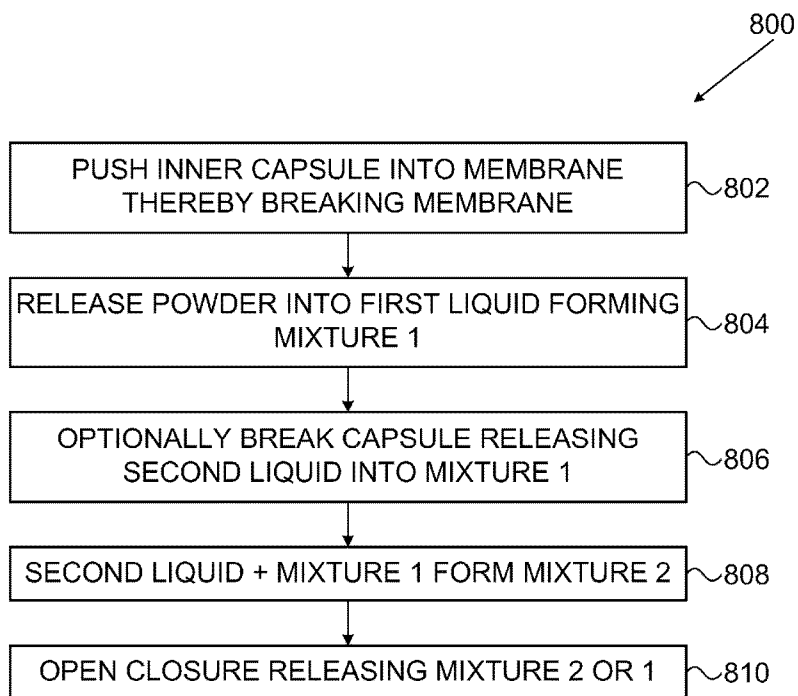 800
PUSH INNER CAPSULE INTO MEMBRANE
THEREBY BREAKING MEMBRANE
802
RELEASE POWDER INTO FIRST LIQUID FORMING
MIXTURE 1
804
OPTIONALLY BREAK CAPSULE RELEASING
SECOND LIQUID INTO MIXTURE 1
806
SECOND LIQUID + MIXTURE 1 FORM MIXTURE 2
808
OPEN CLOSURE RELEASING MIXTURE 2 OR 1
810